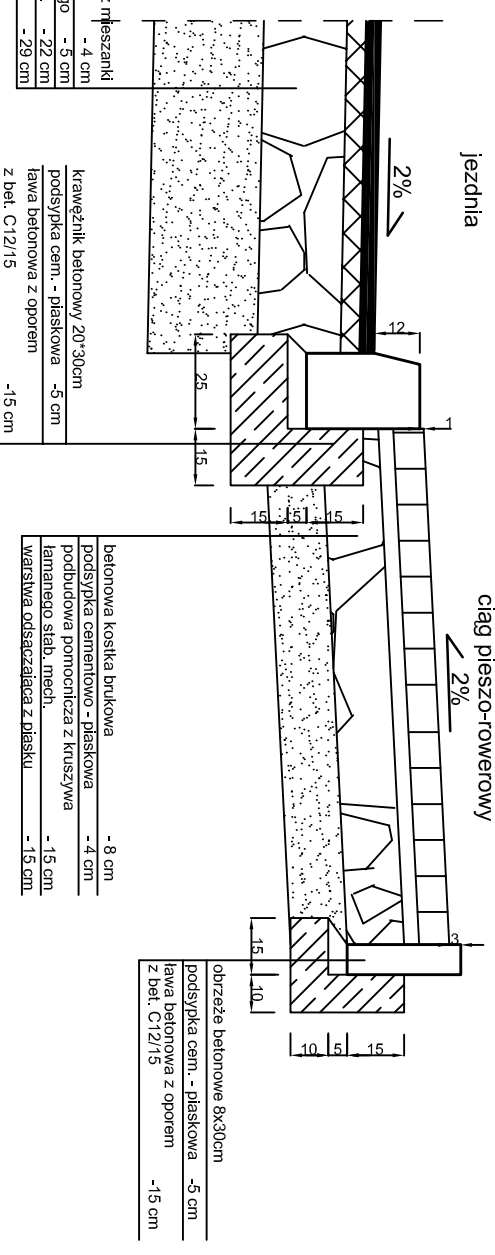 jezdnia
2%
ciąg pieszo-rowerowy
2%
12
1
3
25
15
15
5
15
15
10
10
5
15
z mieszanki
- 4 cm
- 5 cm
- 22 cm
- 29 cm
krawężnik betonowy 20*30cm
podsypka cem. - piaskowa -5 cm
ława betonowa z oporem
z bet. C12/15 -15 cm
betonowa kostka brukowa - 8 cm
podsypka cementowo - piaskowa - 4 cm
podbudowa pomocnicza z kruszywa
łamanego stab. mech. - 15 cm
warstwa odsączająca z piasku - 15 cm
obrzeże betonowe 8x30cm
podsypka cem. - piaskowa -5 cm
ława betonowa z oporem
z bet. C12/15 -15 cm